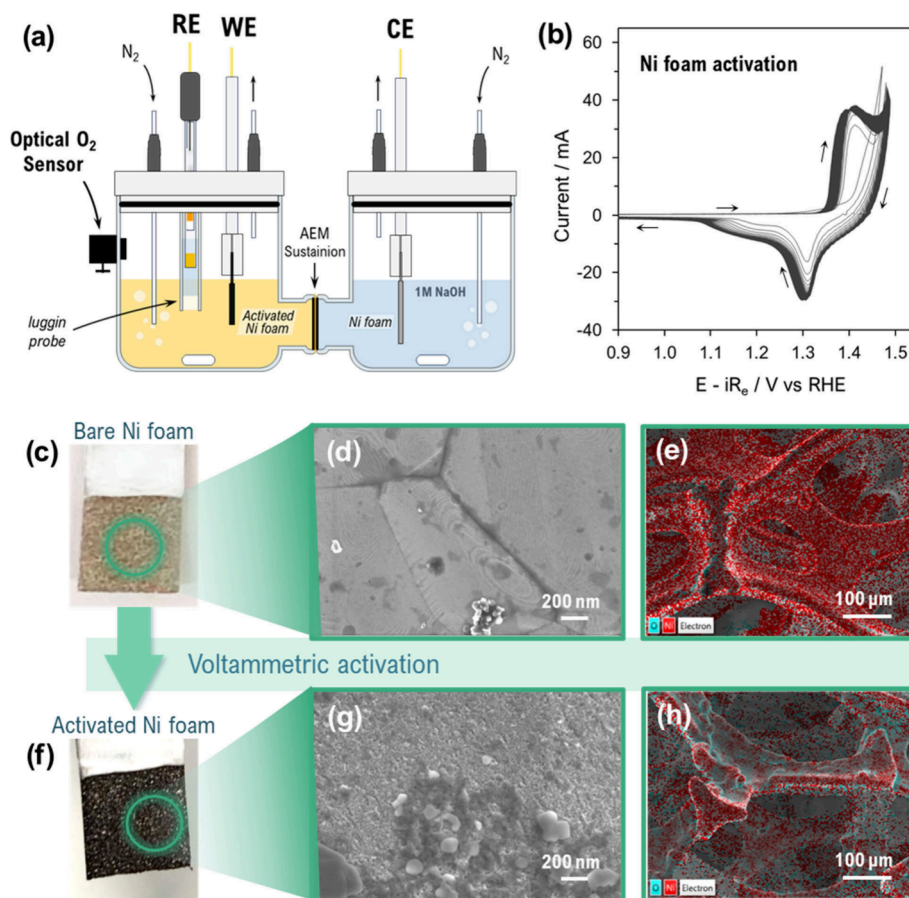 (a)
RE
WE
CE
N₂
N₂
Optical O₂
Sensor
AEM
Sustainion
1M NaOH
luggin
probe
Activated
Ni foam
Ni foam
(b)
Ni foam activation
Current / mA
60
40
20
0
-20
-40
0.9
1.0
1.1
1.2
1.3
1.4
1.5
E - iRₑ / V vs RHE
Bare Ni foam
(c)
(d)
200 nm
(e)
100 µm
O Ni Electron
Voltammetric activation
Activated Ni foam
(f)
(g)
200 nm
(h)
100 µm
O Ni Electron